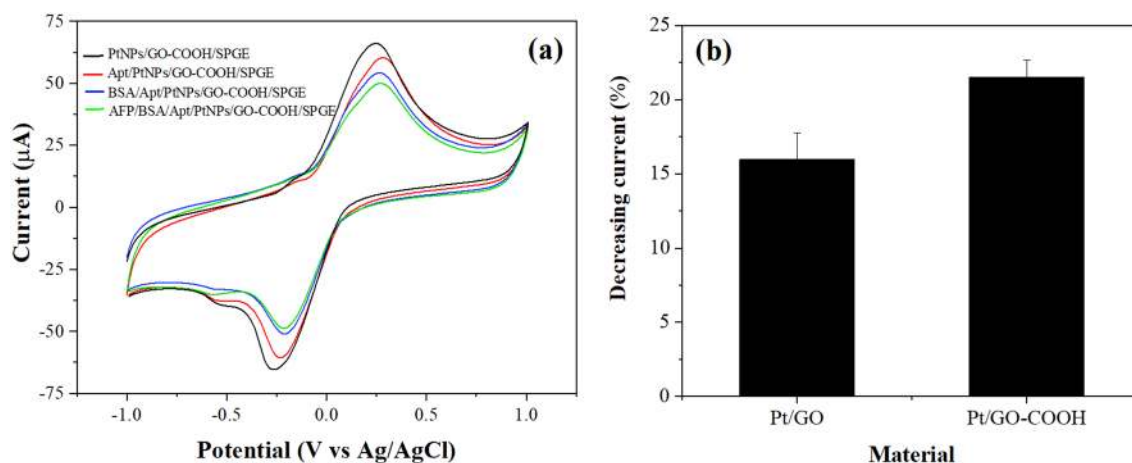 (a)
PtNPs/GO-COOH/SPGE
Apt/PtNPs/GO-COOH/SPGE
BSA/Apt/PtNPs/GO-COOH/SPGE
AFP/BSA/Apt/PtNPs/GO-COOH/SPGE
Current (μA)
75
50
25
0
-25
-50
-75
-1.0 -0.5 0.0 0.5 1.0
Potential (V vs Ag/AgCl)
(b)
Decreasing current (%)
25
20
15
10
5
0
Pt/GO Pt/GO-COOH
Material